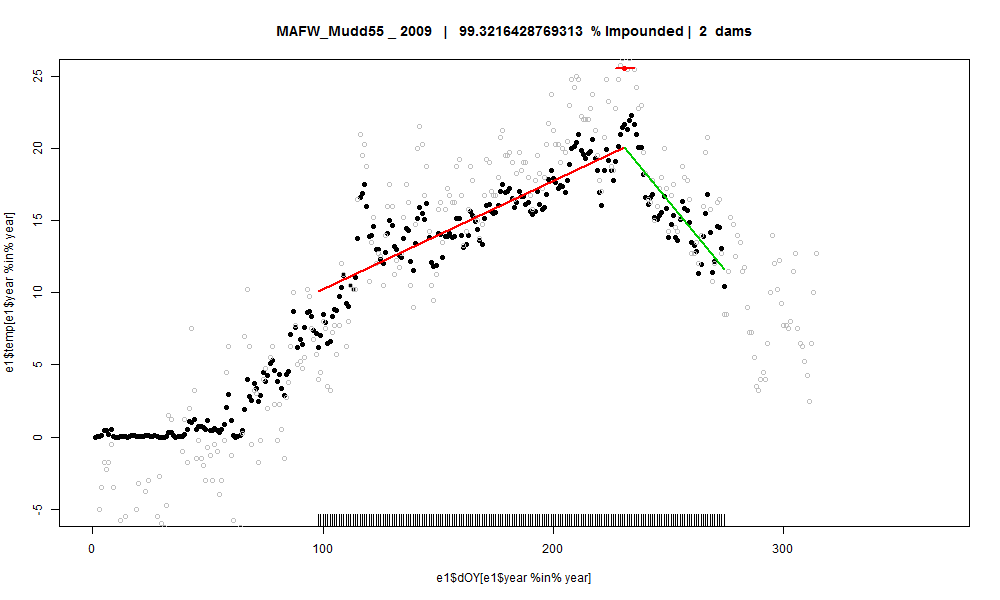 MAFW_Mudd55 _ 2009 | 99.3216428769313 % Impounded | 2 dams
e1$temp[e1$year %in% year]
25
20
15
10
5
0
-5
0 100 200 300
e1$dOY[e1$year %in% year]